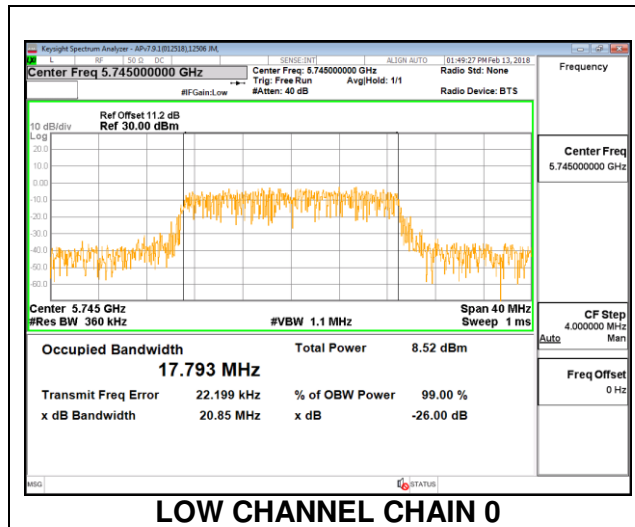 Keysight Spectrum Analyzer - APv7.9.1(012518),12506 JM,
L RF 50 Ω DC SENSE:INT ALIGN AUTO 01:49:27 PM Feb 13, 2018
Center Freq 5.745000000 GHz
Center Freq: 5.745000000 GHz
Radio Std: None
Trig: Free Run Avg|Hold: 1/1
#IFGain:Low
#Atten: 40 dB
Radio Device: BTS
Frequency
Ref Offset 11.2 dB
10 dB/div Ref 30.00 dBm
Log
20.0
10.0
0.00
-10.0
-20.0
-30.0
-40.0
-50.0
-60.0
Center 5.745 GHz
Span 40 MHz
#Res BW 360 kHz
#VBW 1.1 MHz
Sweep 1 ms
Center Freq
5.745000000 GHz
CF Step
4.000000 MHz
Auto Man
Freq Offset
0 Hz
Occupied Bandwidth
17.793 MHz
Total Power 8.52 dBm
Transmit Freq Error 22.199 kHz
% of OBW Power 99.00 %
x dB Bandwidth 20.85 MHz
x dB -26.00 dB
MSG
STATUS
LOW CHANNEL CHAIN 0